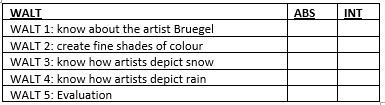 WALT ABS INT
WALT 1: know about the artist Bruegel
WALT 2: create fine shades of colour
WALT 3: know how artists depict snow
WALT 4: know how artists depict rain
WALT 5: Evaluation